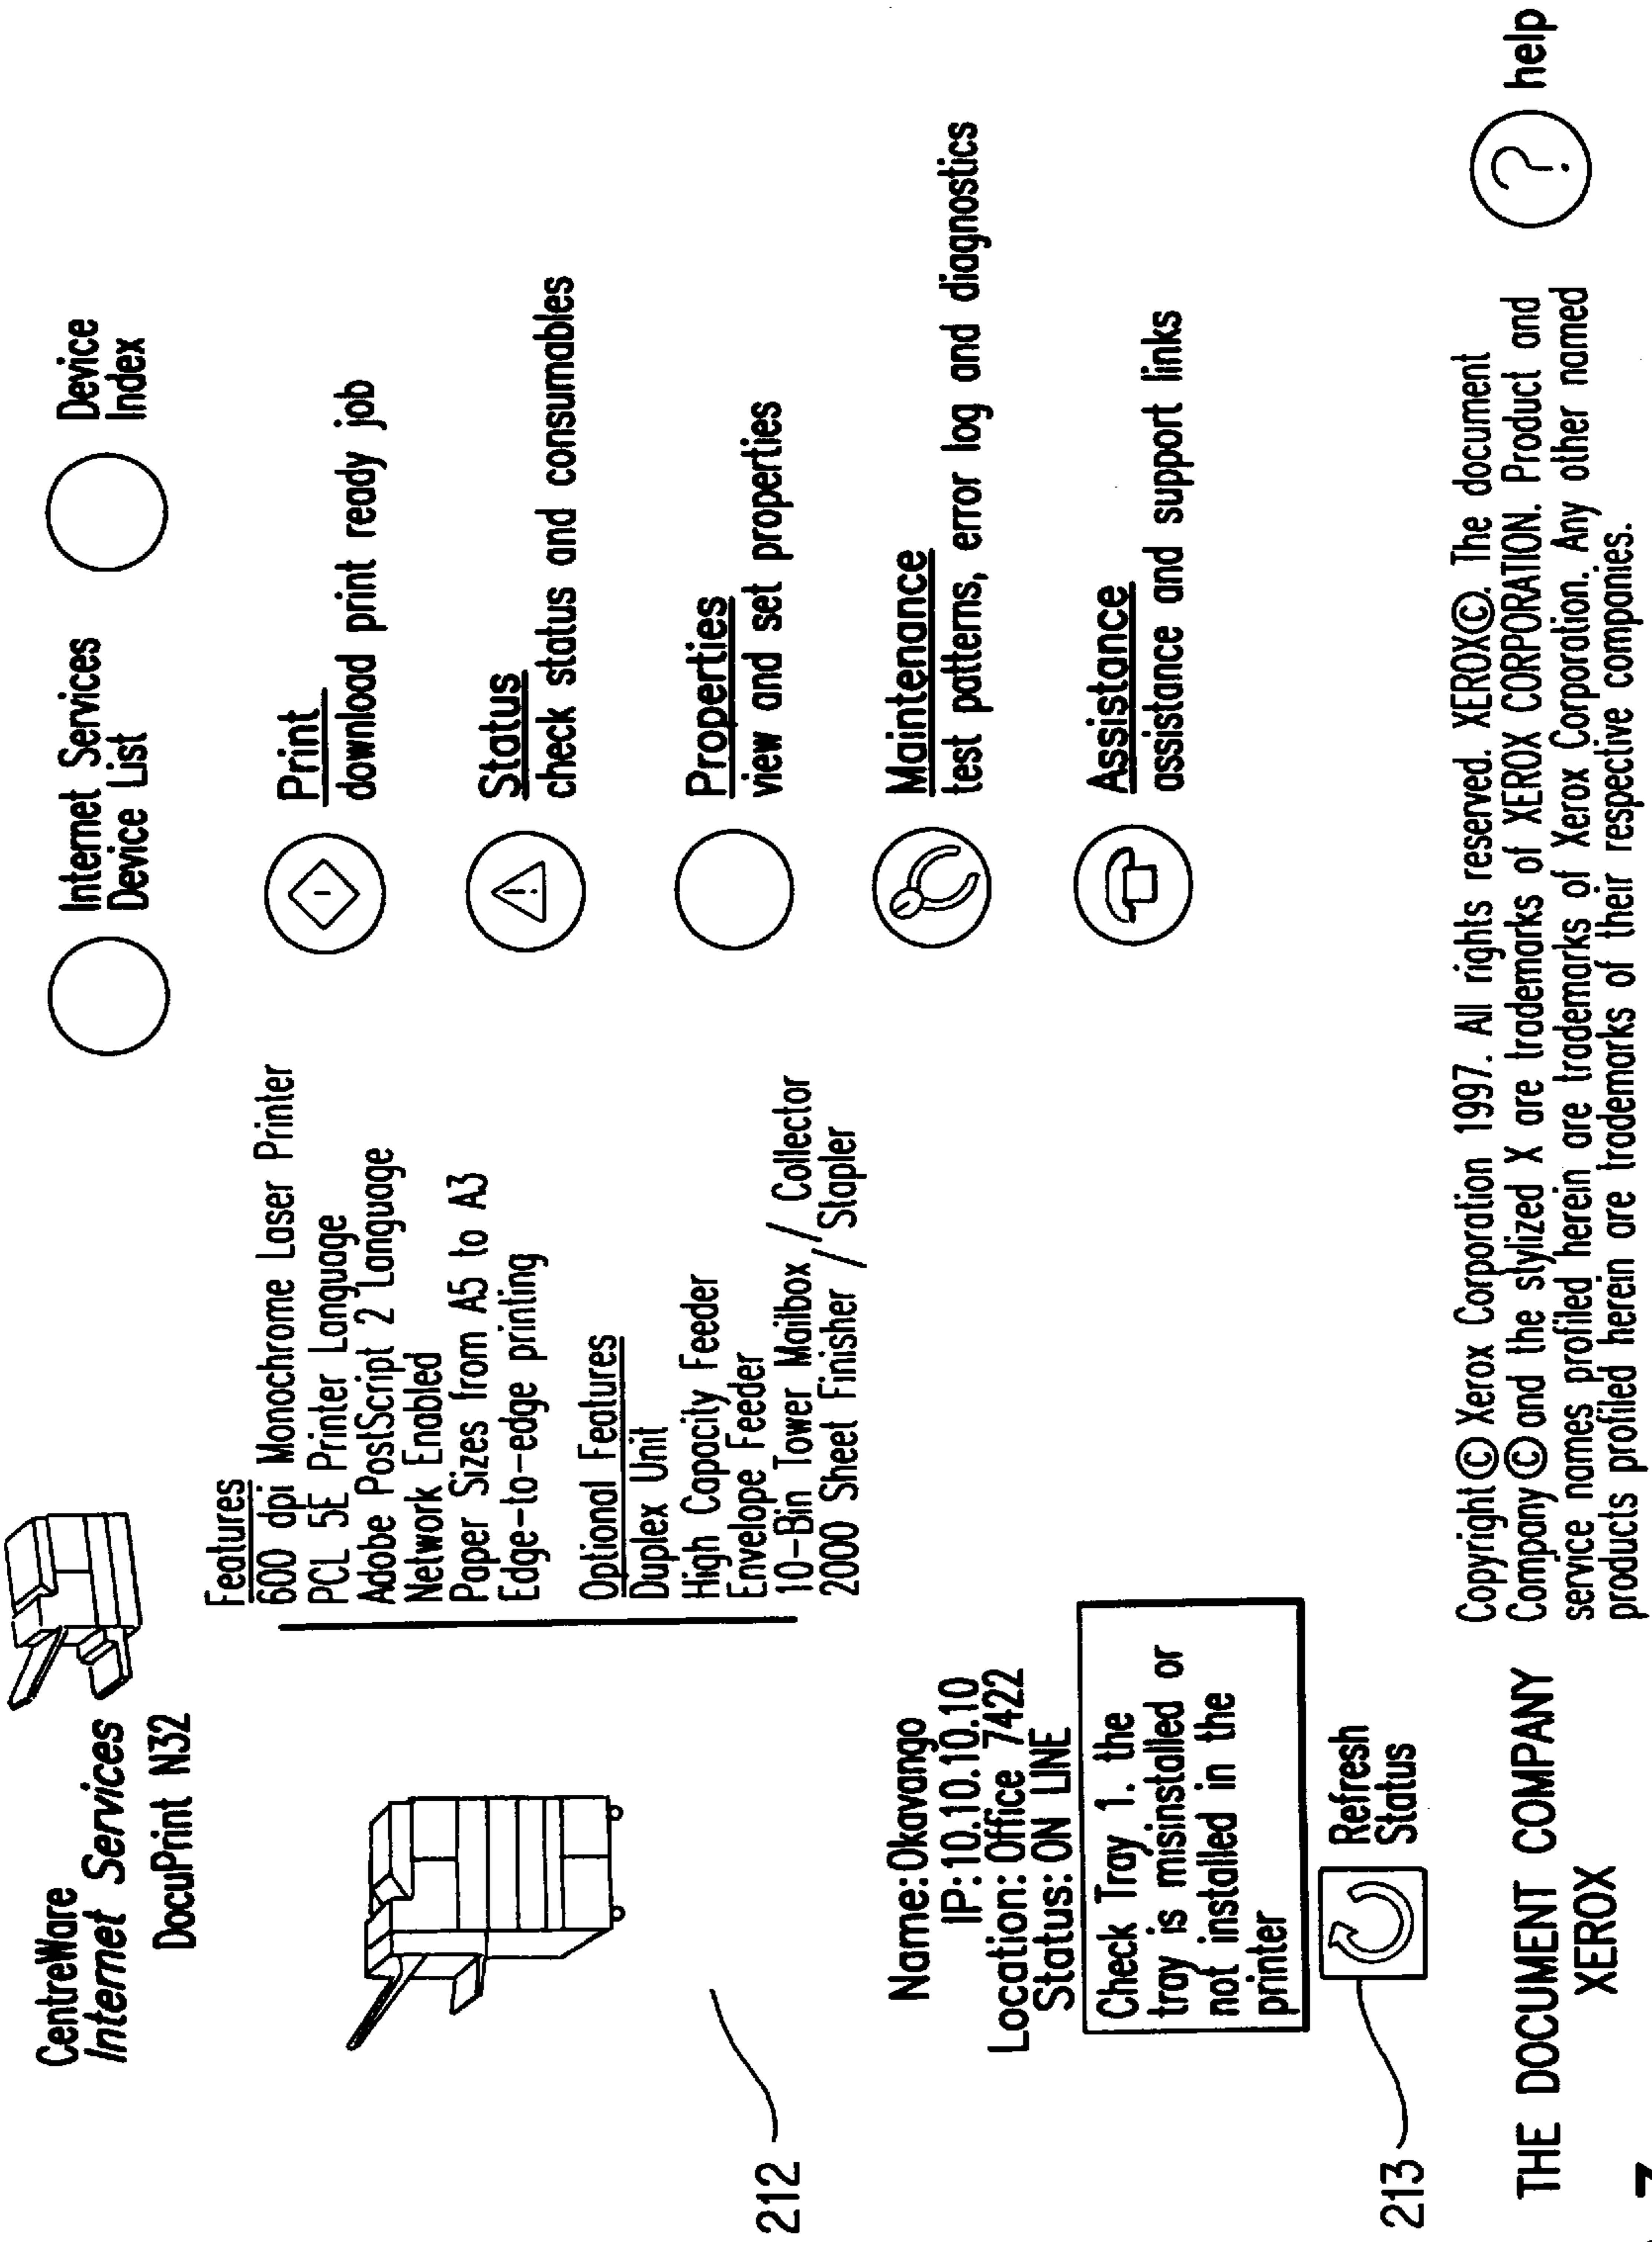 CentreWare
Internet Services
DocuPrint N32
Internet Services
Device List
Device
Index
212
Name: Okavango
IP: 10.10.10.10
Location: Office 7422
Status: ON LINE
Check Tray 1. the
tray is misinstalled or
not installed in the
printer
213
Refresh
Status
Features
600 dpi Monochrome Laser Printer
PCL 5E Printer Language
Adobe PostScript 2 Language
Network Enabled
Paper Sizes from A5 to A3
Edge-to-edge printing
Optional Features
Duplex Unit
High Capacity Feeder
Envelope Feeder
10-Bin Tower Mailbox / Collector
2000 Sheet Finisher / Stapler
Print
download print ready job
Status
check status and consumables
Properties
view and set properties
Maintenance
test patterns, error log and diagnostics
Assistance
assistance and support links
THE DOCUMENT COMPANY
XEROX
Copyright © Xerox Corporation 1997. All rights reserved. XEROX©. The document
Company © and the stylized X are trademarks of XEROX CORPORATION. Product and
service names profiled herein are trademarks of Xerox Corporation. Any other named
products profiled herein are trademarks of their respective companies.
? help